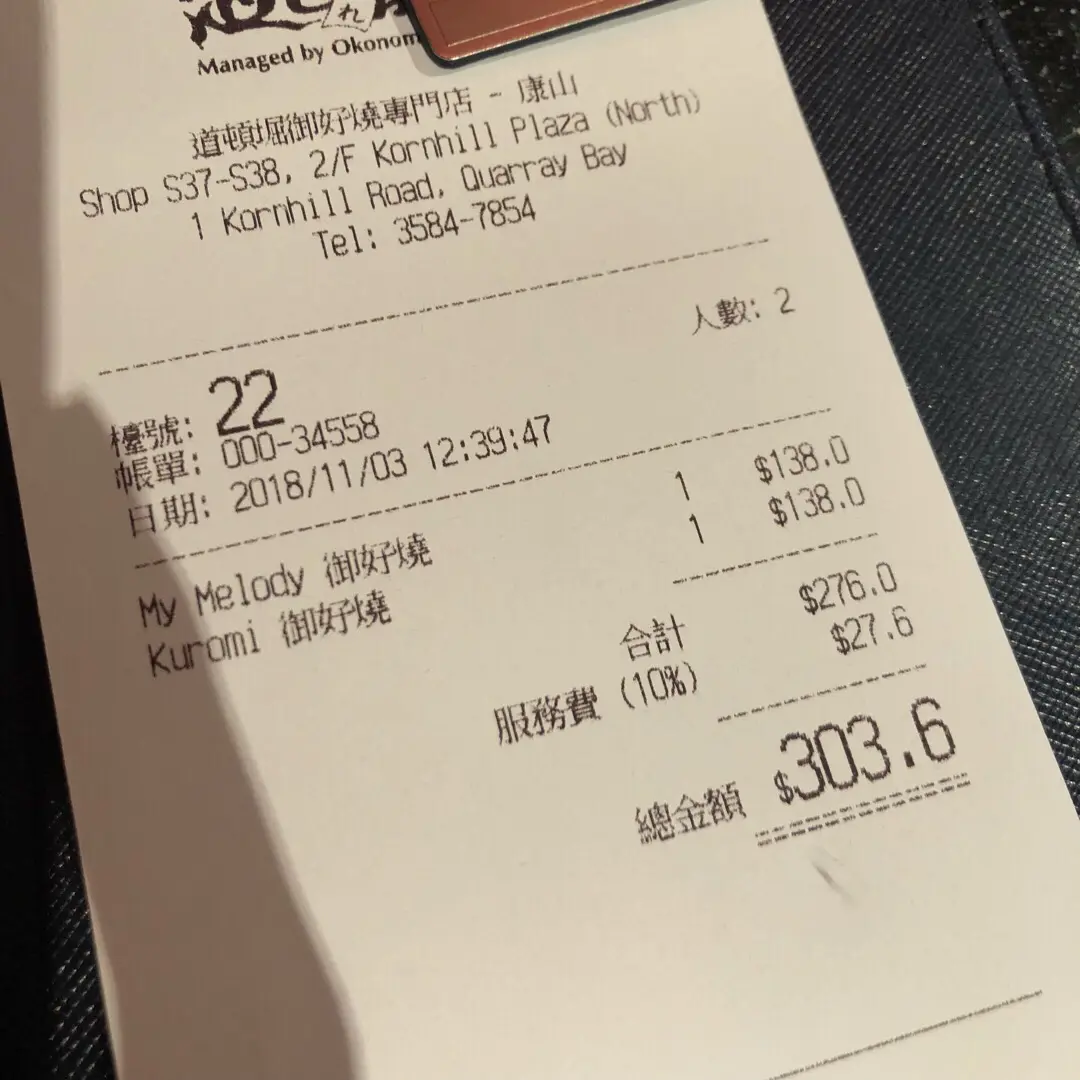 Managed by Okonom
道頓堀御好燒專門店 - 康山
Shop S37-S38, 2/F Kornhill Plaza (North)
1 Kornhill Road, Quarray Bay
Tel: 3584-7854
人數: 2
檯號: 22
帳單: 000-34558
日期: 2018/11/03 12:39:47
My Melody 御好燒 1 $138.0
Kuromi 御好燒 1 $138.0
合計 $276.0
服務費 (10%) $27.6
總金額 $303.6